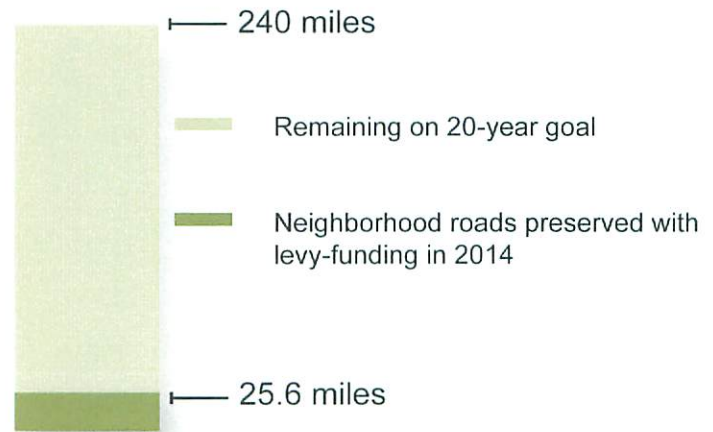 240 miles
Remaining on 20-year goal
Neighborhood roads preserved with
levy-funding in 2014
25.6 miles